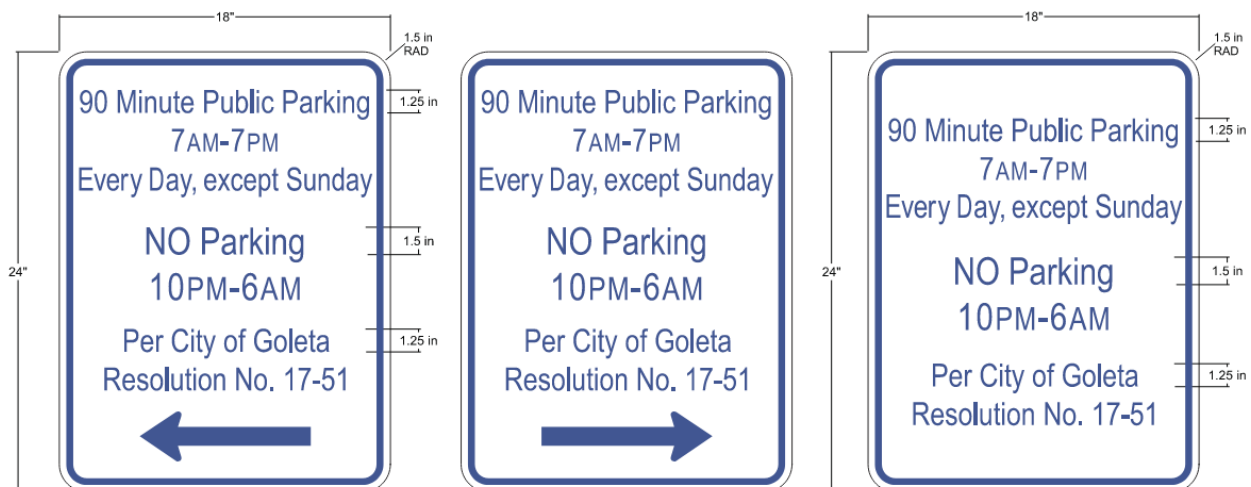 18"
1.5 in
RAD
90 Minute Public Parking
1.25 in
7AM-7PM
Every Day, except Sunday
NO Parking
1.5 in
10PM-6AM
24"
Per City of Goleta
1.25 in
Resolution No. 17-51
90 Minute Public Parking
7AM-7PM
Every Day, except Sunday
NO Parking
10PM-6AM
Per City of Goleta
Resolution No. 17-51
18"
1.5 in
RAD
90 Minute Public Parking
1.25 in
7AM-7PM
Every Day, except Sunday
24"
NO Parking
1.5 in
10PM-6AM
Per City of Goleta
1.25 in
Resolution No. 17-51